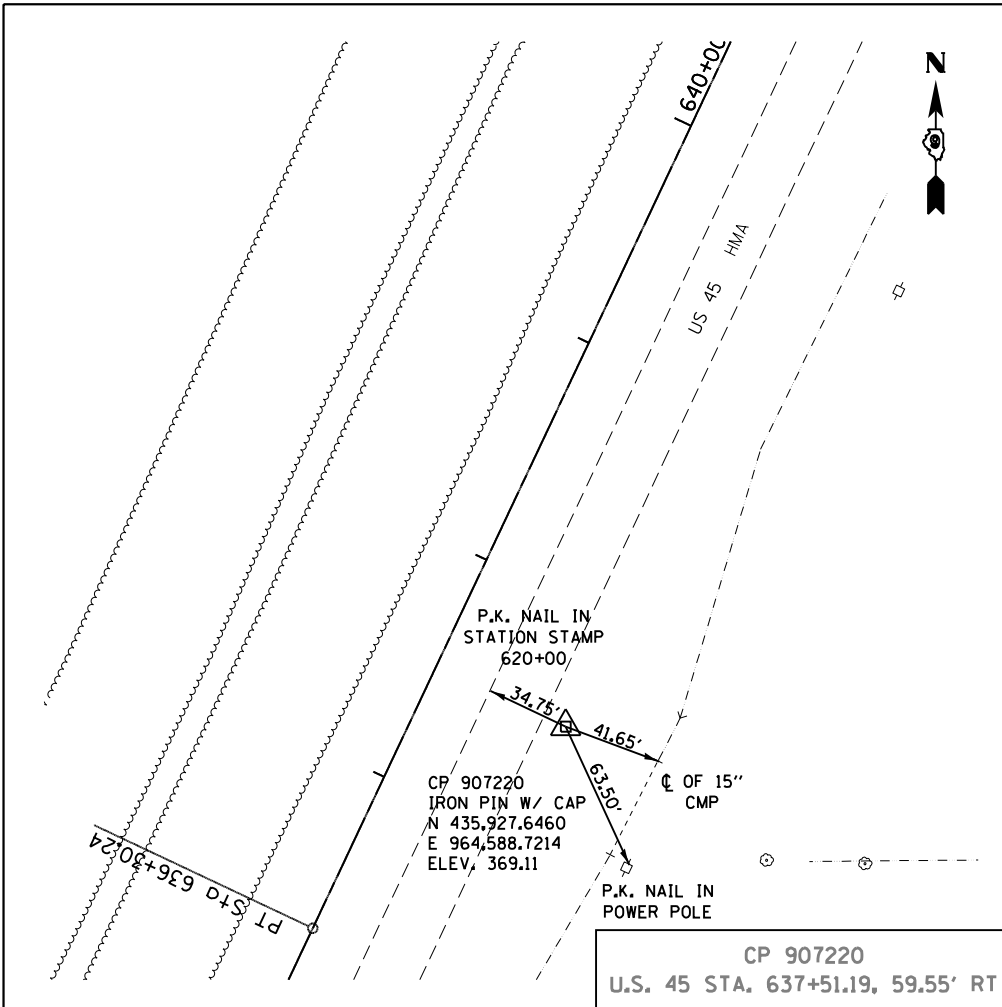 N
9
640+00
US 45 HMA
P.K. NAIL IN
STATION STAMP
620+00
34.75'
41.65'
63.50'
℄ OF 15"
CMP
CP 907220
IRON PIN W/ CAP
N 435,927.6460
E 964,588.7214
ELEV. 369.11
PT Sta 636+30.24
P.K. NAIL IN
POWER POLE
CP 907220
U.S. 45 STA. 637+51.19, 59.55' RT